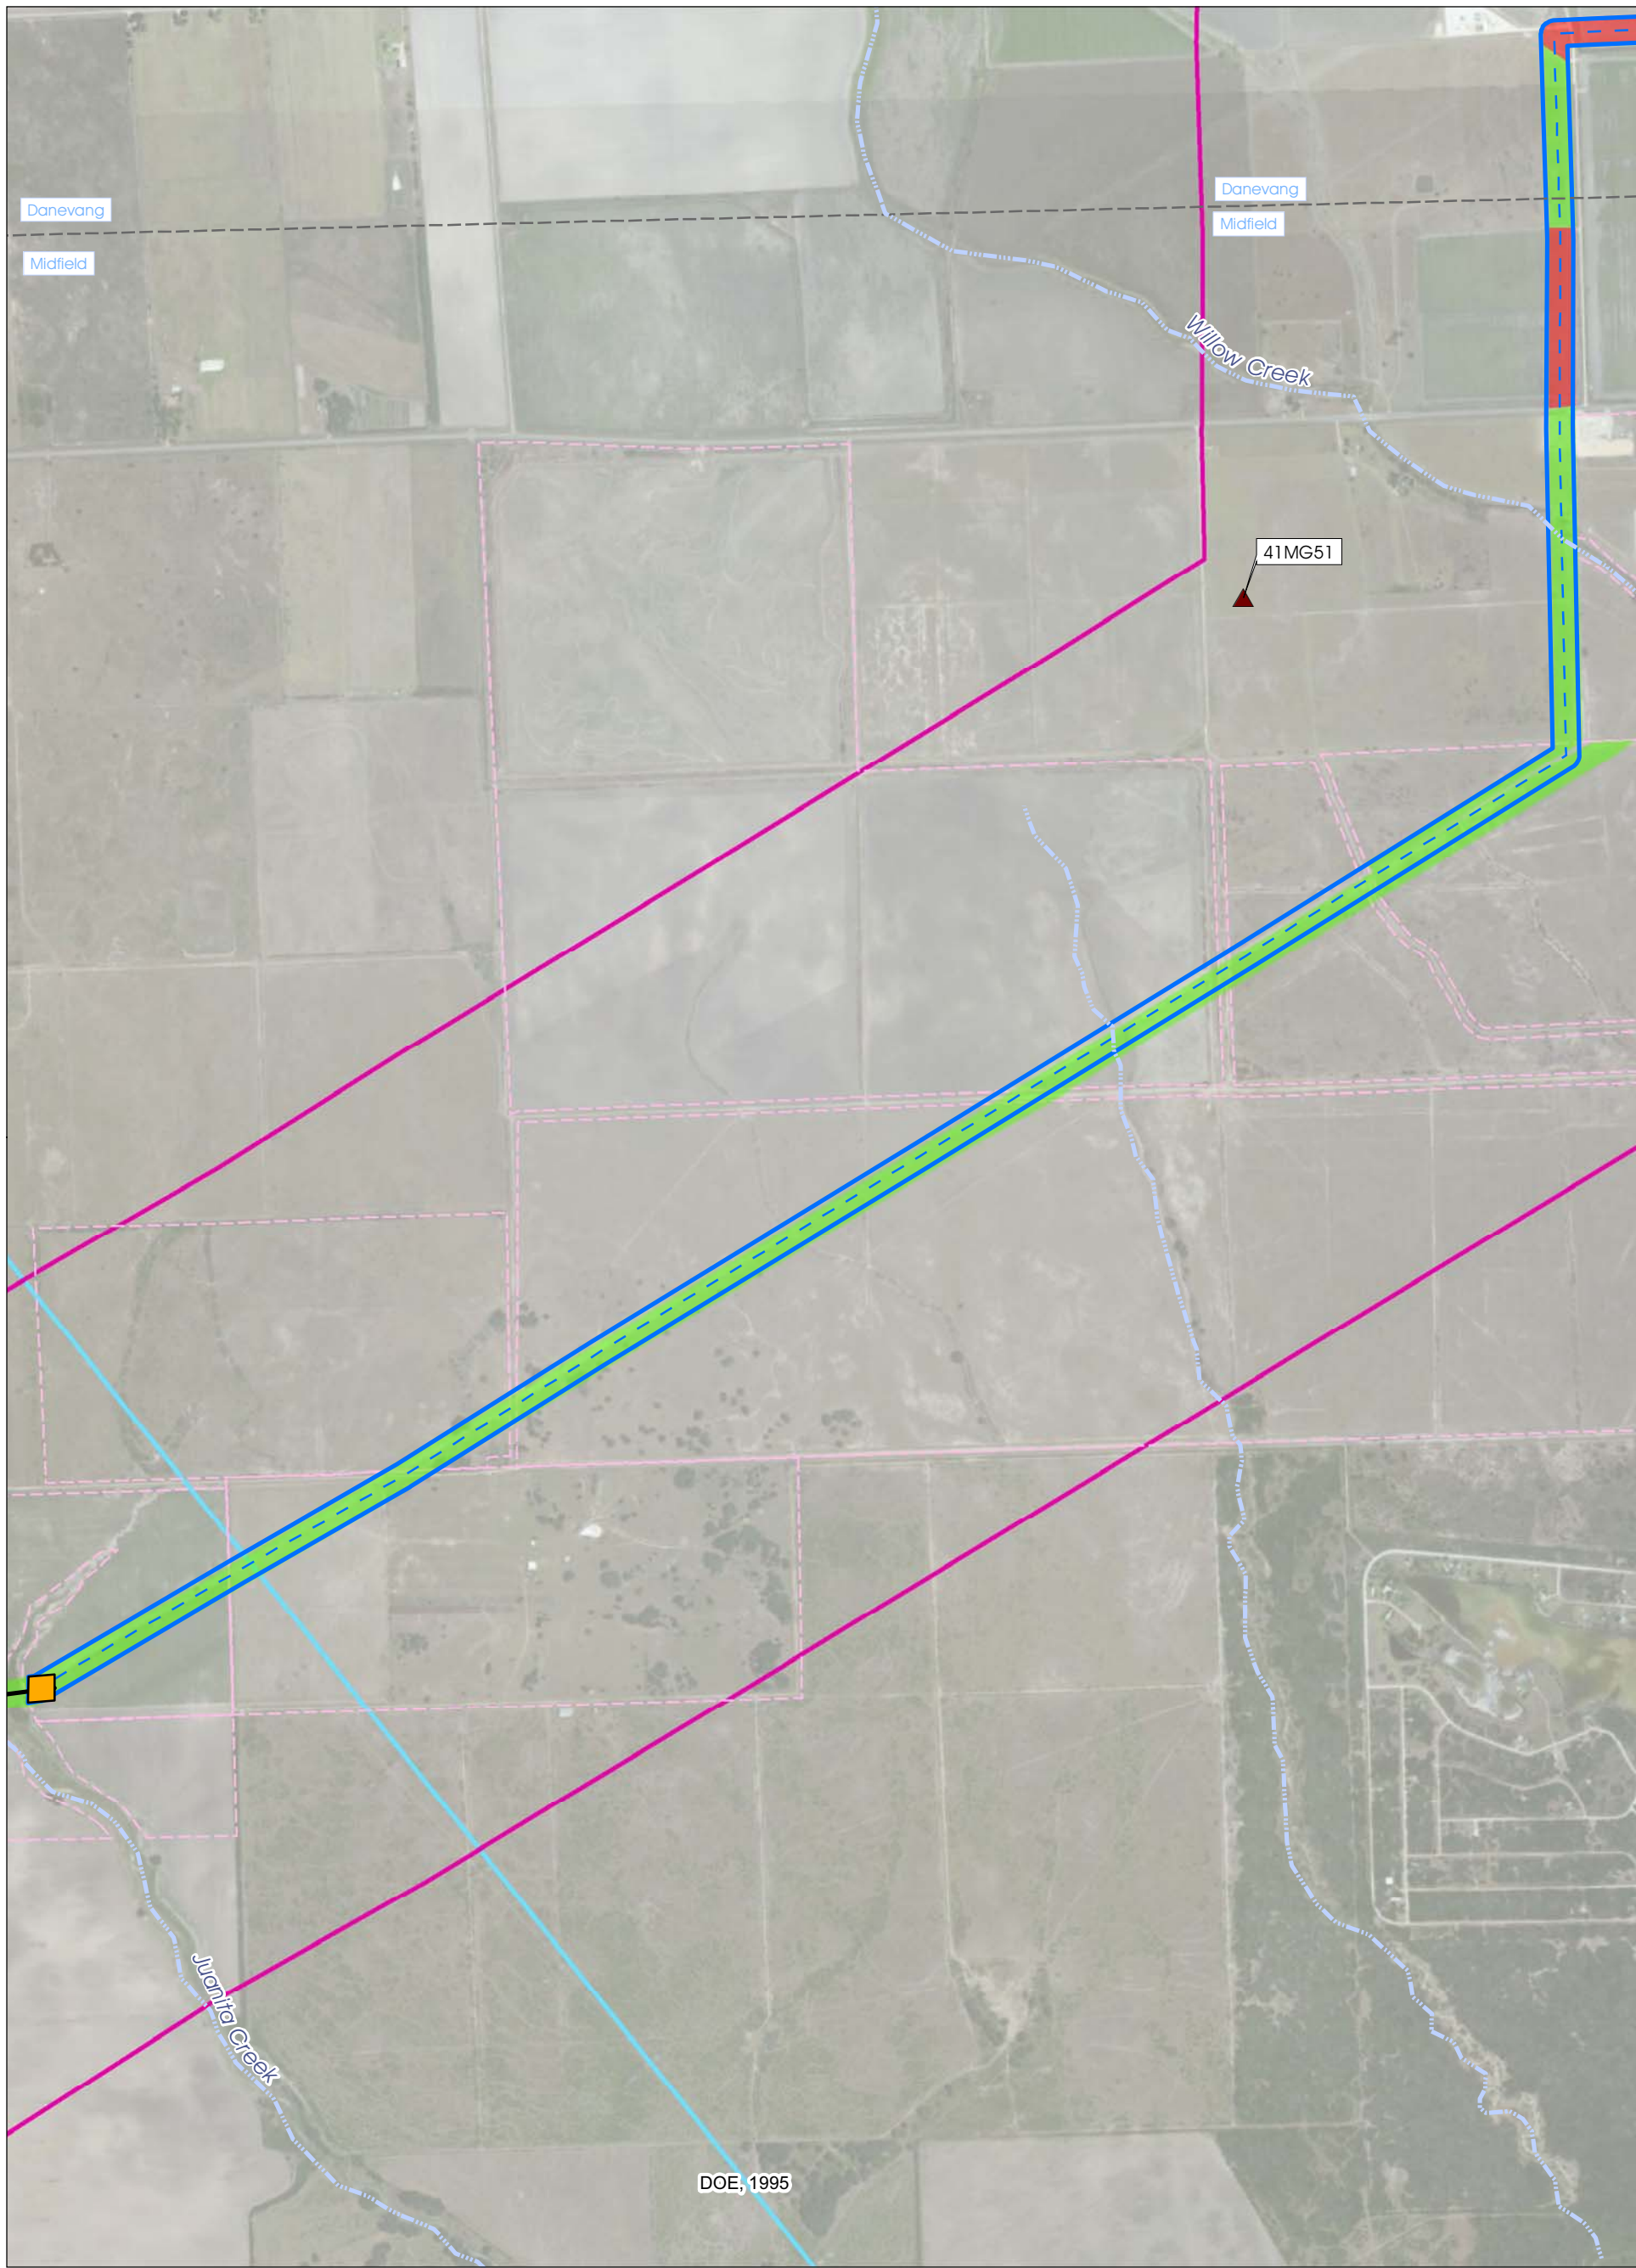 Danevang
Danevang
Midfield
Midfield
Willow Creek
41MG51
Juanita Creek
DOE, 1995